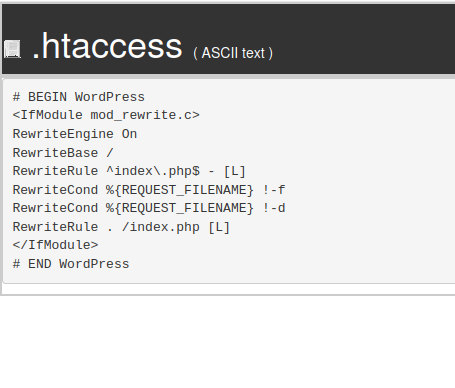 .htaccess ( ASCII text )
# BEGIN WordPress
<IfModule mod_rewrite.c>
RewriteEngine On
RewriteBase /
RewriteRule ^index\.php$ - [L]
RewriteCond %{REQUEST_FILENAME} !-f
RewriteCond %{REQUEST_FILENAME} !-d
RewriteRule . /index.php [L]
</IfModule>
# END WordPress